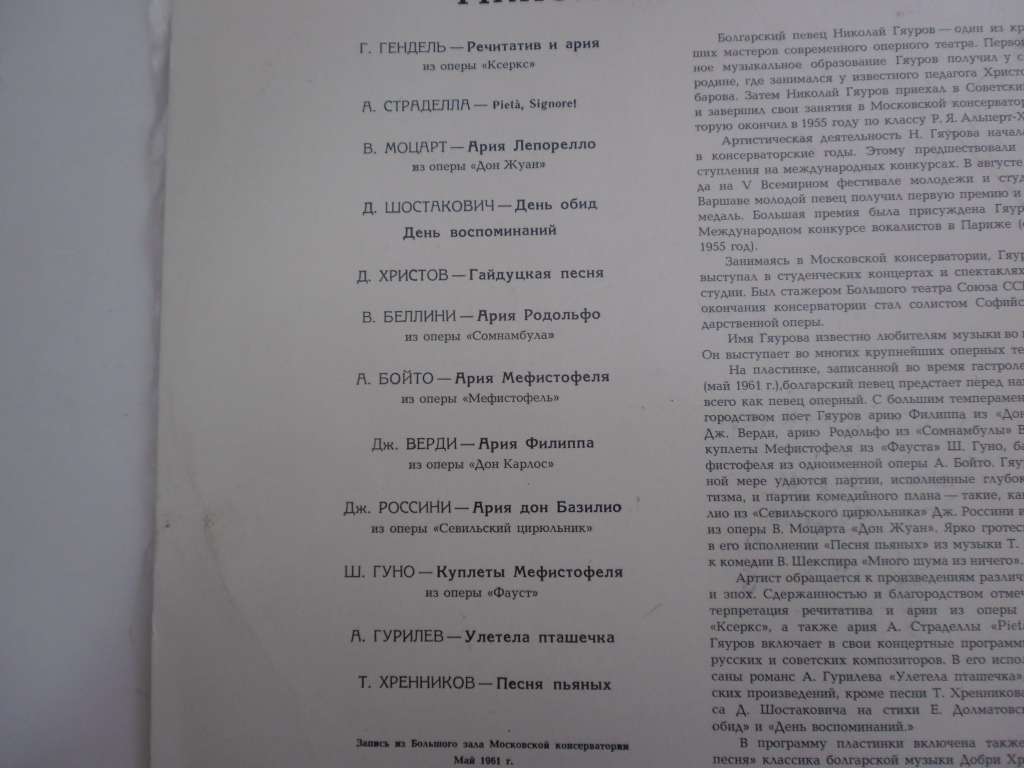 Г. ГЕНДЕЛЬ — Речитатив и ария
из оперы «Ксеркс»
А. СТРАДЕЛЛА — Pietà, Signore!
В. МОЦАРТ — Ария Лепорелло
из оперы «Дон Жуан»
Д. ШОСТАКОВИЧ — День обид
День воспоминаний
Д. ХРИСТОВ — Гайдуцкая песня
В. БЕЛЛИНИ — Ария Родольфо
из оперы «Сомнамбула»
А. БОЙТО — Ария Мефистофеля
из оперы «Мефистофель»
Дж. ВЕРДИ — Ария Филиппа
из оперы «Дон Карлос»
Дж. РОССИНИ — Ария дон Базилио
из оперы «Севильский цирюльник»
Ш. ГУНО — Куплеты Мефистофеля
из оперы «Фауст»
А. ГУРИЛЕВ — Улетела пташечка
Т. ХРЕННИКОВ — Песня пьяных
Запись из Большого зала Московской консерватории
Май 1961 г.
Болгарский певец Николай Гяуров — один из кр
ших мастеров современного оперного театра. Перво
ное музыкальное образование Гяуров получил у с
родине, где занимался у известного педагога Христо
барова. Затем Николай Гяуров приехал в Советски
и завершил свои занятия в Московской консерватор
торую окончил в 1955 году по классу Р. Я. Альперт-Х
Артистическая деятельность Н. Гяурова начал
в консерваторские годы. Этому предшествовали
ступления на международных конкурсах. В августе
да на V Всемирном фестивале молодежи и студ
Варшаве молодой певец получил первую премию и
медаль. Большая премия была присуждена Гяур
Международном конкурсе вокалистов в Париже (
1955 год).
Занимаясь в Московской консерватории, Гяур
выступал в студенческих концертах и спектаклях
студии. Был стажером Большого театра Союза ССР
окончания консерватории стал солистом Софийс
дарственной оперы.
Имя Гяурова известно любителям музыки во
Он выступает во многих крупнейших оперных те
На пластинке, записанной во время гастроле
(май 1961 г.),болгарский певец предстает перед на
всего как певец оперный. С большим темперамен
городством поет Гяуров арию Филиппа из «Дон
Дж. Верди, арию Родольфо из «Сомнамбулы» В
куплеты Мефистофеля из «Фауста» Ш. Гуно, ба
фистофеля из одноименной оперы А. Бойто. Гяу
ной мере удаются партии, исполненные глубок
тизма, и партии комедийного плана — такие, как
лио из «Севильского цирюльника» Дж. Россини
из оперы В. Моцарта «Дон Жуан». Ярко гротес
в его исполнении «Песня пьяных» из музыки Т.
к комедии В. Шекспира «Много шума из ничего».
Артист обращается к произведениям различ
и эпох. Сдержанностью и благородством отмеч
терпретация речитатива и арии из оперы
«Ксеркс», а также ария А. Страделлы «Pietà
Гяуров включает в свои концертные программ
русских и советских композиторов. В его испол
саны романс А. Гурилева «Улетела пташечка»
ских произведений, кроме песни Т. Хренникова
са Д. Шостаковича на стихи Е. Долматовс
обид» и «День воспоминаний.»
В программу пластинки включена также
песня» классика болгарской музыки Добри Хр